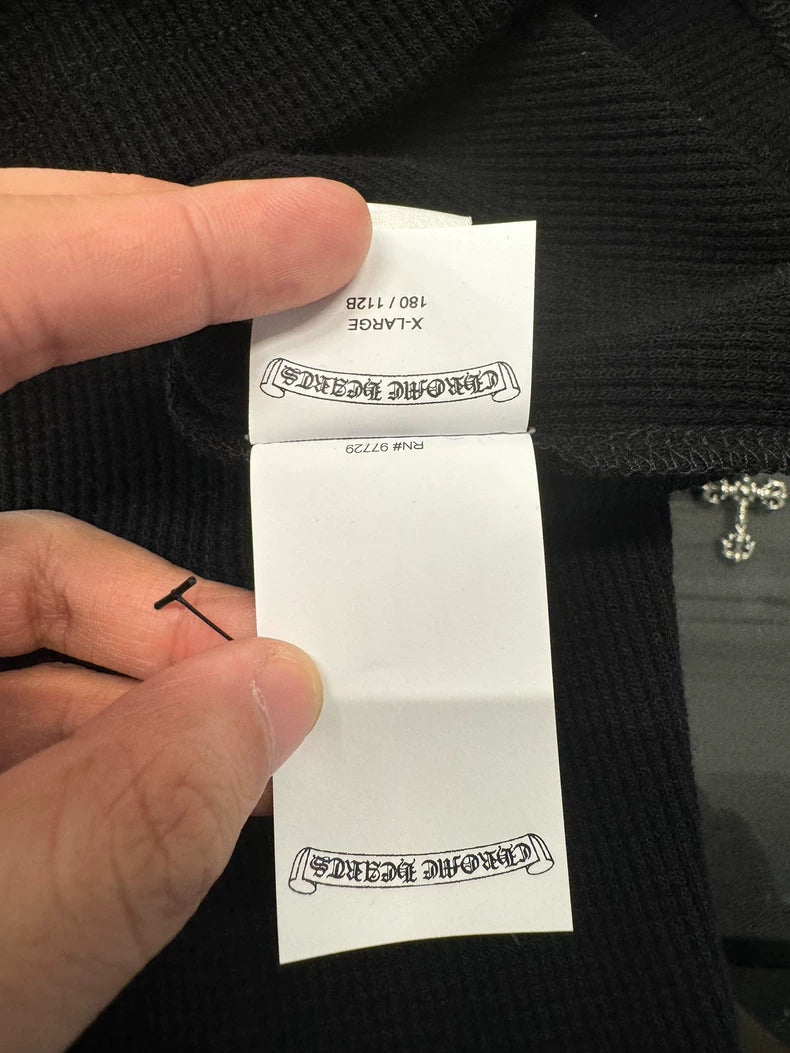 CHROME HEARTS
X-LARGE
180 / 112B
CHROME HEARTS
RN# 97729